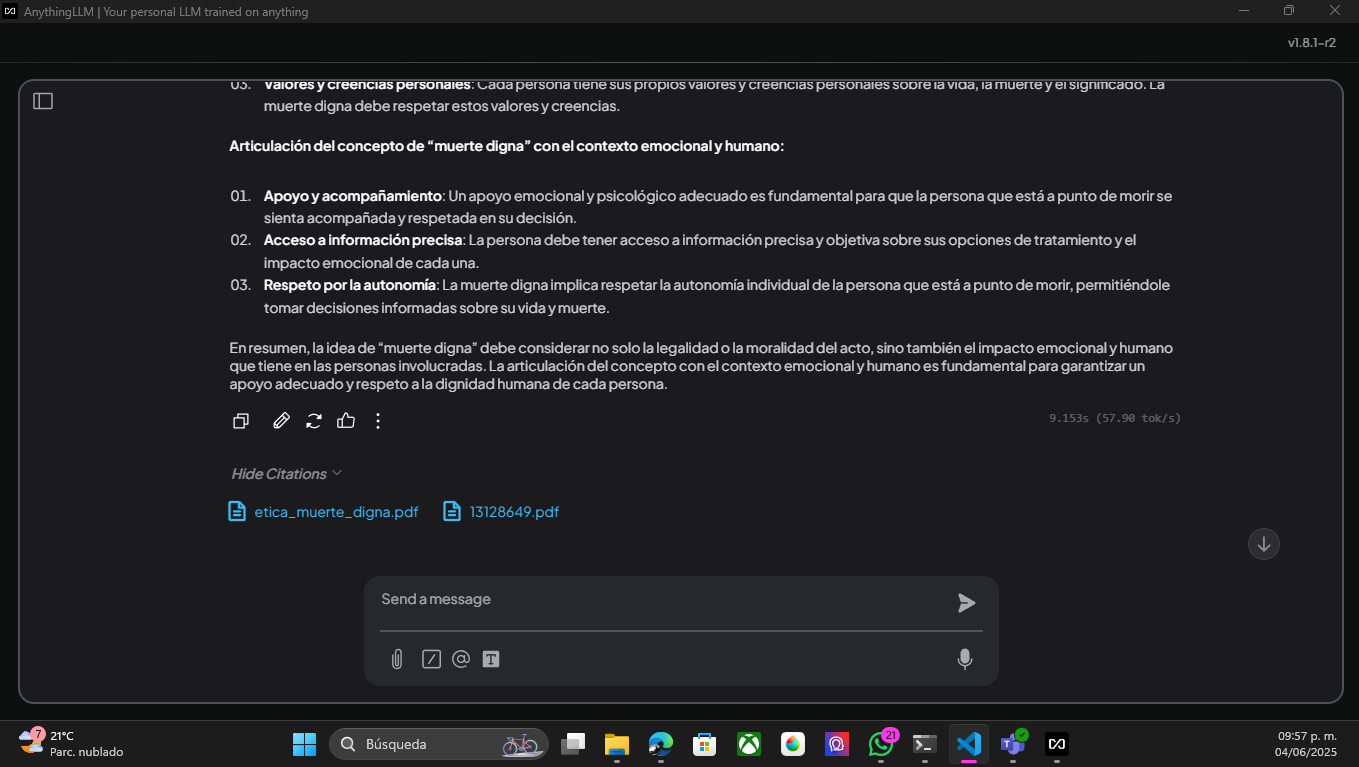 AnythingLLM | Your personal LLM trained on anything
v1.8.1-r2
03. Valores y creencias personales: Cada persona tiene sus propios valores y creencias personales sobre la vida, la muerte y el significado. La
muerte digna debe respetar estos valores y creencias.
Articulación del concepto de “muerte digna” con el contexto emocional y humano:
01. Apoyo y acompañamiento: Un apoyo emocional y psicológico adecuado es fundamental para que la persona que está a punto de morir se
sienta acompañada y respetada en su decisión.
02. Acceso a información precisa: La persona debe tener acceso a información precisa y objetiva sobre sus opciones de tratamiento y el
impacto emocional de cada una.
03. Respeto por la autonomía: La muerte digna implica respetar la autonomía individual de la persona que está a punto de morir, permitiéndole
tomar decisiones informadas sobre su vida y muerte.
En resumen, la idea de “muerte digna” debe considerar no solo la legalidad o la moralidad del acto, sino también el impacto emocional y humano
que tiene en las personas involucradas. La articulación del concepto con el contexto emocional y humano es fundamental para garantizar un
apoyo adecuado y respeto a la dignidad humana de cada persona.
9.153s (57.90 tok/s)
Hide Citations
etica_muerte_digna.pdf 13128649.pdf
Send a message
7
21°C
Parc. nublado
Búsqueda
21
09:57 p. m.
04/06/2025